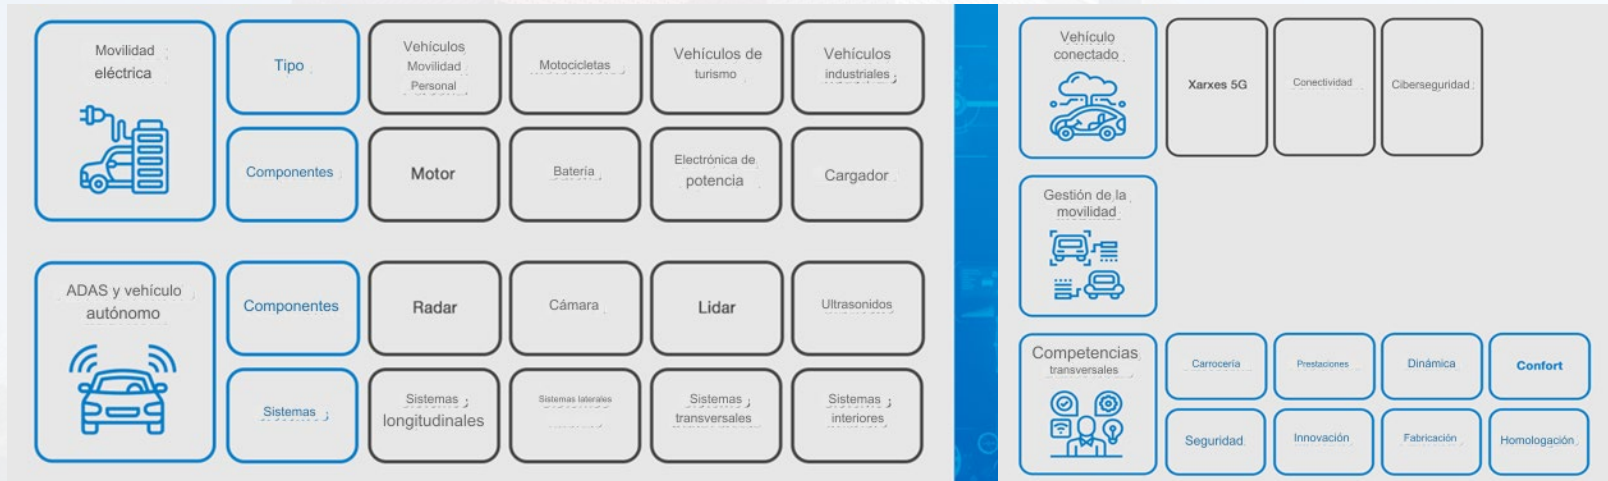 Movilidad
eléctrica
Tipo
Vehículos
Movilidad
Personal
Motocicletas
Vehículos de
turismo
Vehículos
industriales
Componentes
Motor
Batería
Electrónica de
potencia
Cargador
ADAS y vehículo
autónomo
Componentes
Radar
Cámara
Lidar
Ultrasonidos
Sistemas
Sistemas
longitudinales
Sistemas laterales
Sistemas
transversales
Sistemas
interiores
Vehículo
conectado
Xarxes 5G
Conectividad
Ciberseguridad
Gestión de la
movilidad
Competencias
transversales
Carrocería
Prestaciones
Dinámica
Confort
Seguridad
Innovación
Fabricación
Homologación